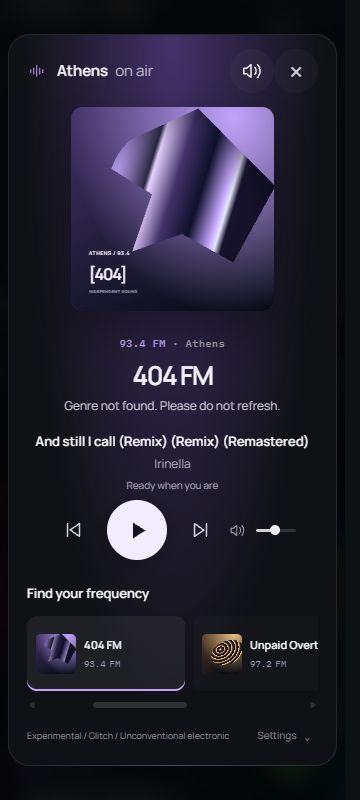 Athens on air
ATHENS / 93.4
[404]
INDEPENDENT SOUND
93.4 FM · Athens
404 FM
Genre not found. Please do not refresh.
And still I call (Remix) (Remix) (Remastered)
Irinella
Ready when you are
Find your frequency
404 FM
93.4 FM
Unpaid Overt
97.2 FM
Experimental / Glitch / Unconventional electronic
Settings